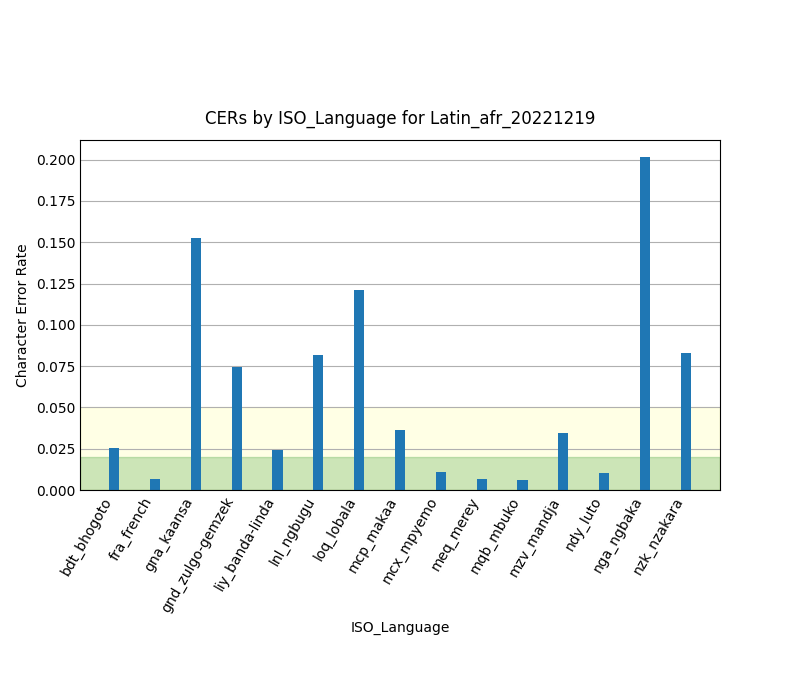 CERs by ISO_Language for Latin_afr_20221219
Character Error Rate
0.200
0.175
0.150
0.125
0.100
0.075
0.050
0.025
0.000
bdt_bhogoto
fra_french
gna_kaansa
gnd_zulgo-gemzek
liy_banda-linda
lnl_ngbugu
loq_lobala
mcp_makaa
mcx_mpyemo
meq_merey
mqb_mbuko
mzv_mandja
ndy_luto
nga_ngbaka
nzk_nzakara
ISO_Language